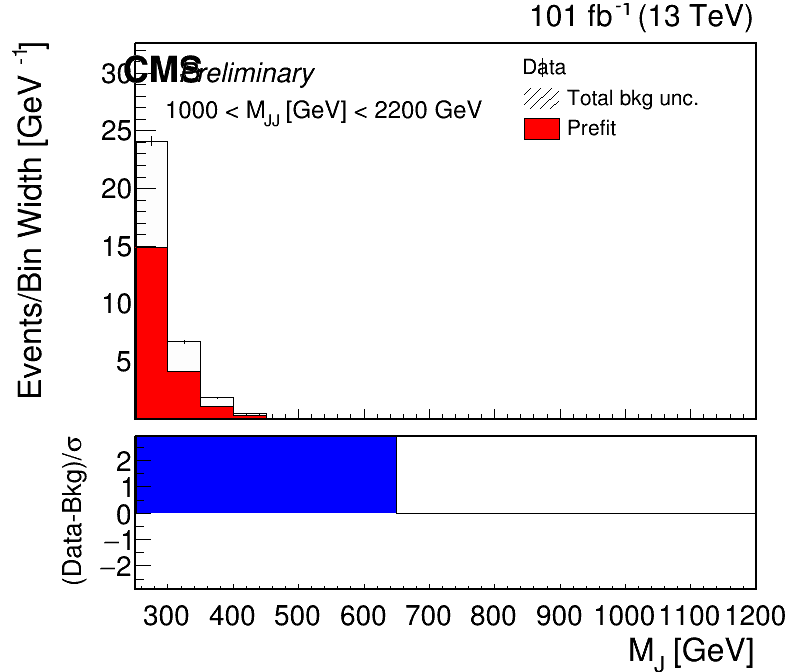 101 fb⁻¹ (13 TeV)
Events/Bin Width [GeV⁻¹]
CMS Preliminary
1000 < M_JJ [GeV] < 2200 GeV
Data
Total bkg unc.
Prefit
30
25
20
15
10
5
(Data-Bkg)/σ
2
1
0
−1
−2
300 400 500 600 700 800 900 1000 1100 1200
M_J [GeV]